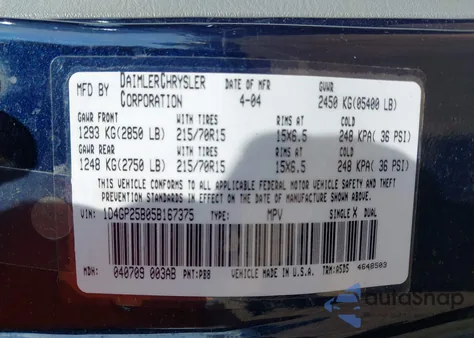 MFD BY DAIMLERCHRYSLER CORPORATION DATE OF MFR 4-04 GVWR 2450 KG(05400 LB)
GAWR FRONT WITH TIRES RIMS AT COLD
1293 KG(2850 LB) 215/70R15 15X6.5 248 KPA( 36 PSI)
GAWR REAR WITH TIRES RIMS AT COLD
1248 KG(2750 LB) 215/70R15 15X6.5 248 KPA( 36 PSI)
THIS VEHICLE CONFORMS TO ALL APPLICABLE FEDERAL MOTOR VEHICLE SAFETY AND THEFT
PREVENTION STANDARDS IN EFFECT ON THE DATE OF MANUFACTURE SHOWN ABOVE.
VIN: 1D4GP25B05B167375 TYPE: MPV SINGLE X DUAL
MDH: 040709 003AB PNT:PB8 VEHICLE MADE IN U.S.A. TRM:A5D5 4648503
autoSnap